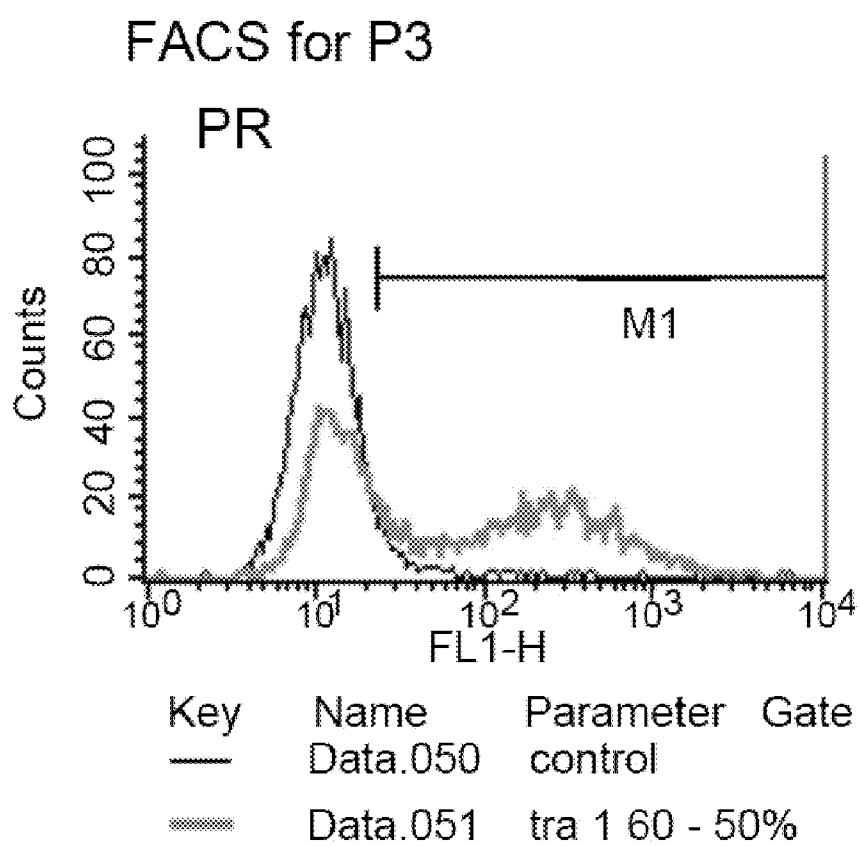 FACS for P3
PR
100
80
60
40
20
0
Counts
M1
10^0 10^1 10^2 10^3 10^4
FL1-H
Key Name Parameter Gate
Data.050 control
Data.051 tra 1 60 - 50%